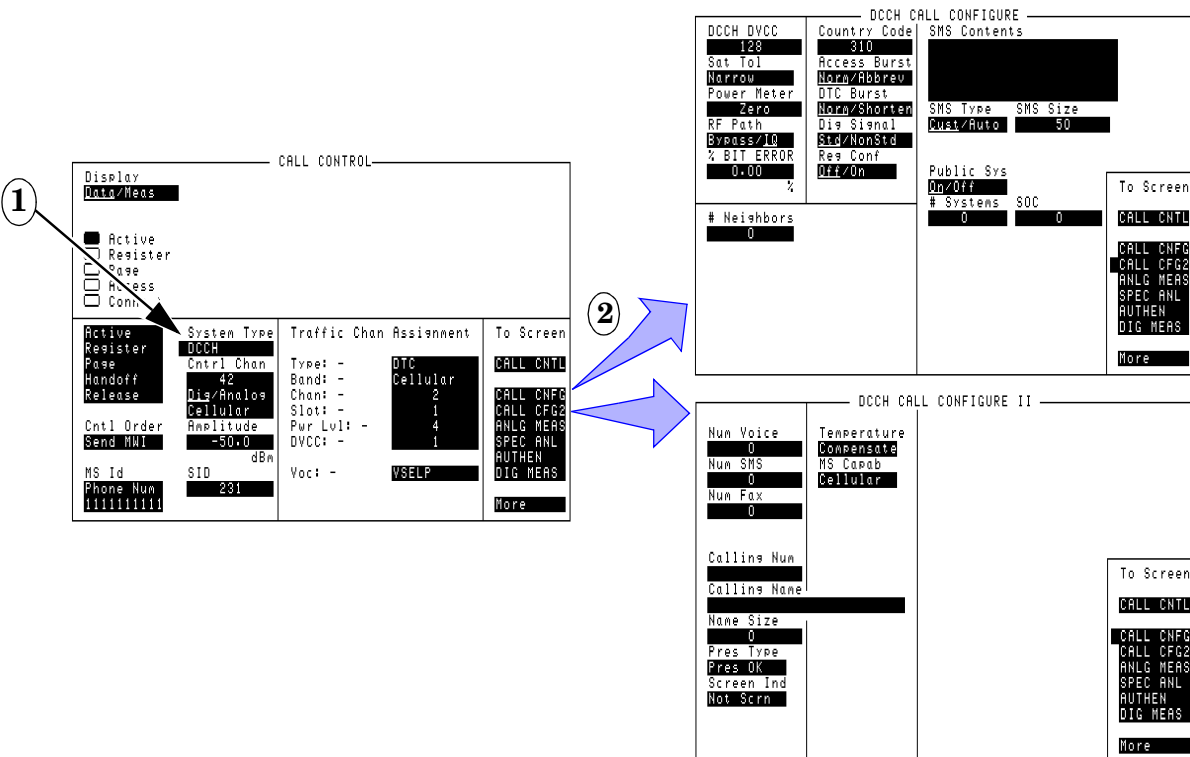 CALL CONTROL
Display
Data/Meas
1
Active
Register
Page
Access
Active
Register
Page
Handoff
Release
Cntl Order
Send MWI
MS Id
Phone Num
1111111111
System Type
DCCH
Cntrl Chan
42
Dig/Analog
Cellular
Amplitude
-50.0
dBm
SID
231
Traffic Chan Assignment
Type: - DTC
Band: - Cellular
Chan: - 2
Slot: - 1
Pwr Lvl: - 4
DVCC: - 1
Voc: - VSELP
To Screen
CALL CNTL
CALL CNFG
CALL CFG2
ANLG MEAS
SPEC ANL
AUTHEN
DIG MEAS
More
2
DCCH CALL CONFIGURE
DCCH DVCC
128
Sat Tol
Narrow
Power Meter
Zero
RF Path
Bypass/IQ
% BIT ERROR
0.00
%
# Neighbors
0
Country Code
310
Access Burst
Norm/Abbrev
DTC Burst
Norm/Shorten
Dig Signal
Std/NonStd
Reg Conf
Off/On
SMS Contents
SMS Type SMS Size
Cust/Auto 50
Public Sys
On/Off
# Systems SOC
0 0
To Screen
CALL CNTL
CALL CNFG
CALL CFG2
ANLG MEAS
SPEC ANL
AUTHEN
DIG MEAS
More
DCCH CALL CONFIGURE II
Num Voice
0
Num SMS
0
Num Fax
0
Calling Num
Calling Name
Name Size
0
Pres Type
Pres OK
Screen Ind
Not Scrn
Temperature
Compensate
MS Capab
Cellular
To Screen
CALL CNTL
CALL CNFG
CALL CFG2
ANLG MEAS
SPEC ANL
AUTHEN
DIG MEAS
More